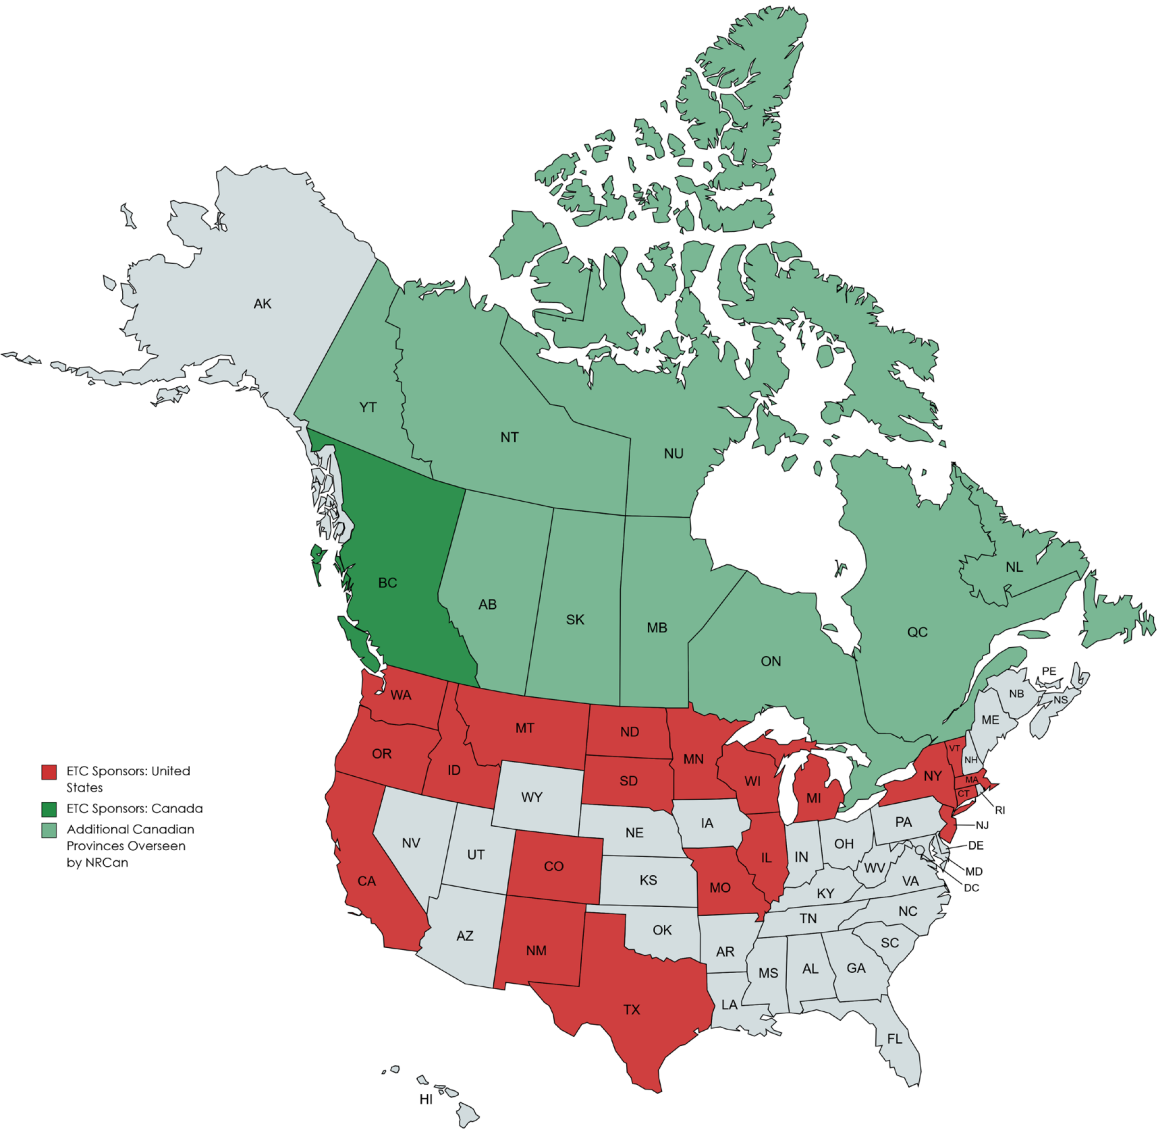 AK
YT
NT
NU
BC
AB
SK
MB
ON
QC
NL
PE
NB
NS
WA
MT
ND
MN
ME
OR
ID
SD
WI
MI
NY
VT
NH
MA
CT
RI
WY
NV
UT
CO
NE
IA
KS
MO
IL
IN
OH
PA
NJ
DE
MD
DC
WV
VA
KY
CA
AZ
NM
OK
AR
TN
NC
SC
TX
LA
MS
AL
GA
FL
HI
ETC Sponsors: United
States
ETC Sponsors: Canada
Additional Canadian
Provinces Overseen
by NRCan